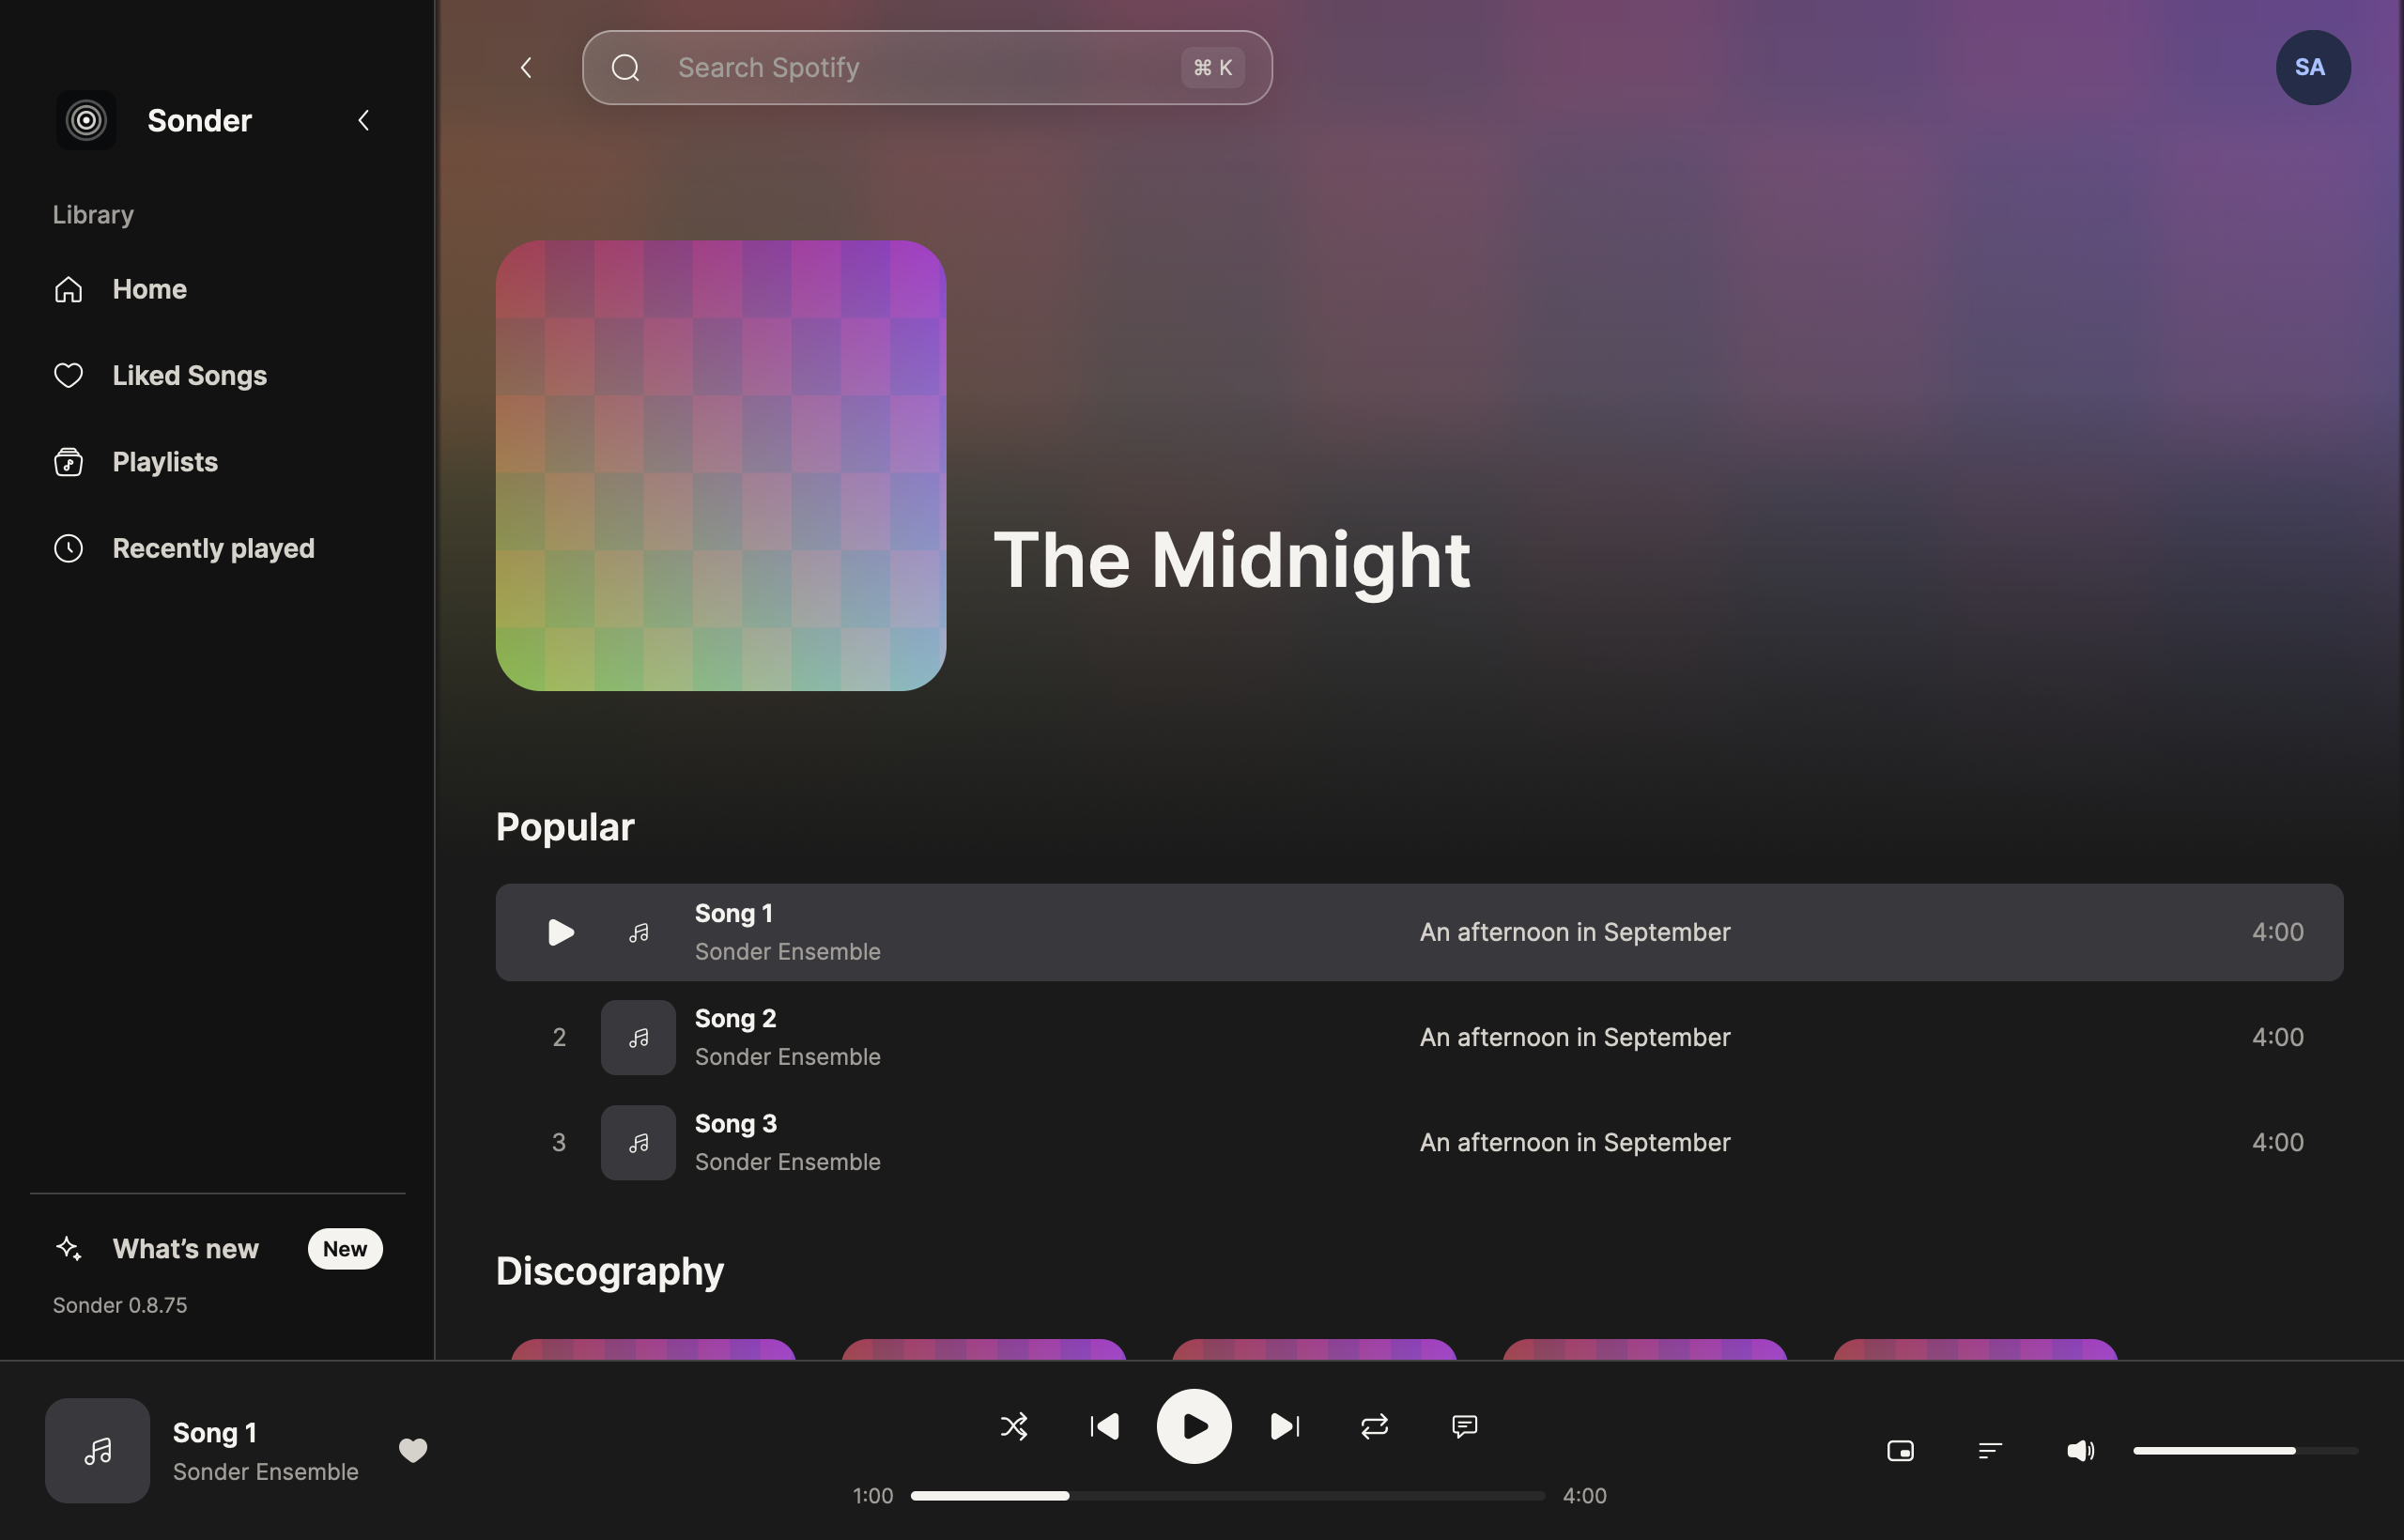 Sonder
Library
Home
Liked Songs
Playlists
Recently played
What’s new
New
Sonder 0.8.75
Search Spotify
⌘ K
SA
The Midnight
Popular
Song 1
Sonder Ensemble
An afternoon in September
4:00
2
Song 2
Sonder Ensemble
An afternoon in September
4:00
3
Song 3
Sonder Ensemble
An afternoon in September
4:00
Discography
Song 1
Sonder Ensemble
1:00
4:00